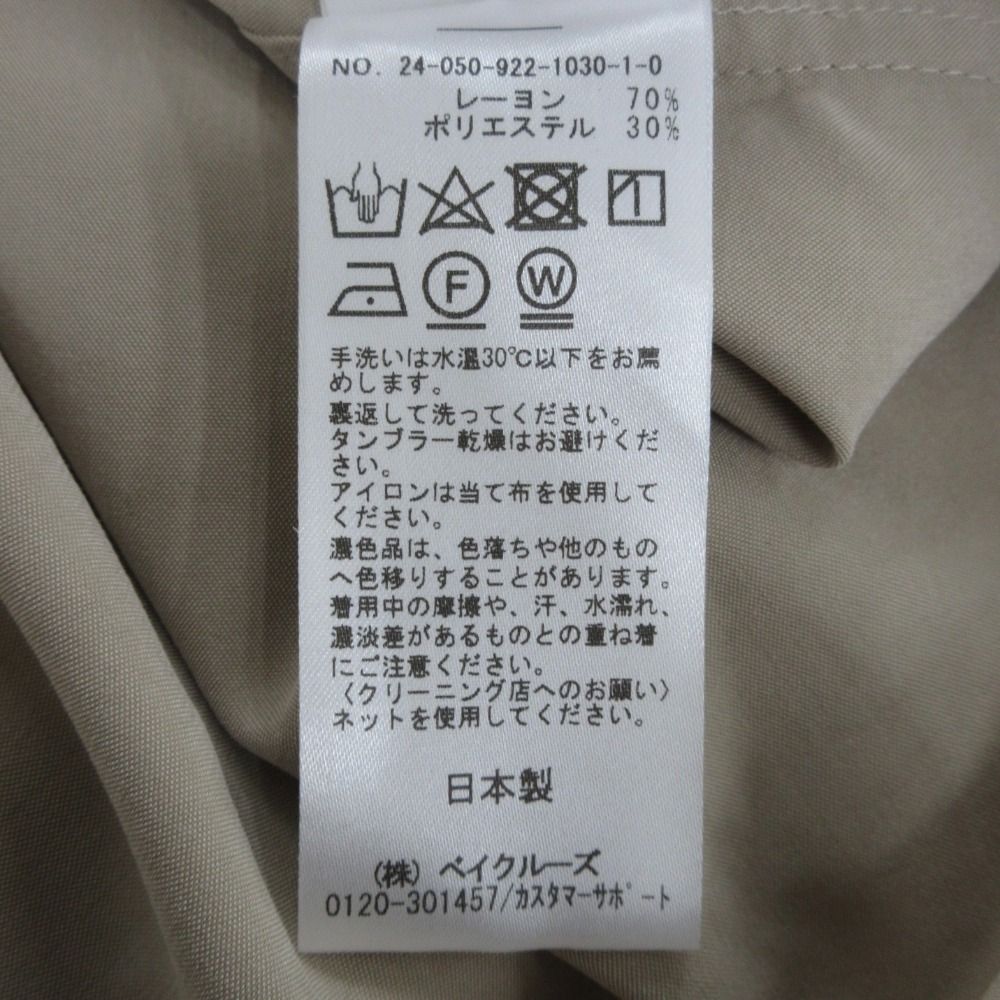 NO. 24-050-922-1030-1-0
レーヨン 70%
ポリエステル 30%
F W
手洗いは水温30℃以下をお薦
めします。
裏返して洗ってください。
タンブラー乾燥はお避けくだ
さい。
アイロンは当て布を使用して
ください。
濃色品は、色落ちや他のもの
へ色移りすることがあります。
着用中の摩擦や、汗、水濡れ、
濃淡差があるものとの重ね着
にご注意ください。
〈クリーニング店へのお願い〉
ネットを使用してください。
日本製
(株) ベイクルーズ
0120-301457/カスタマーサポート